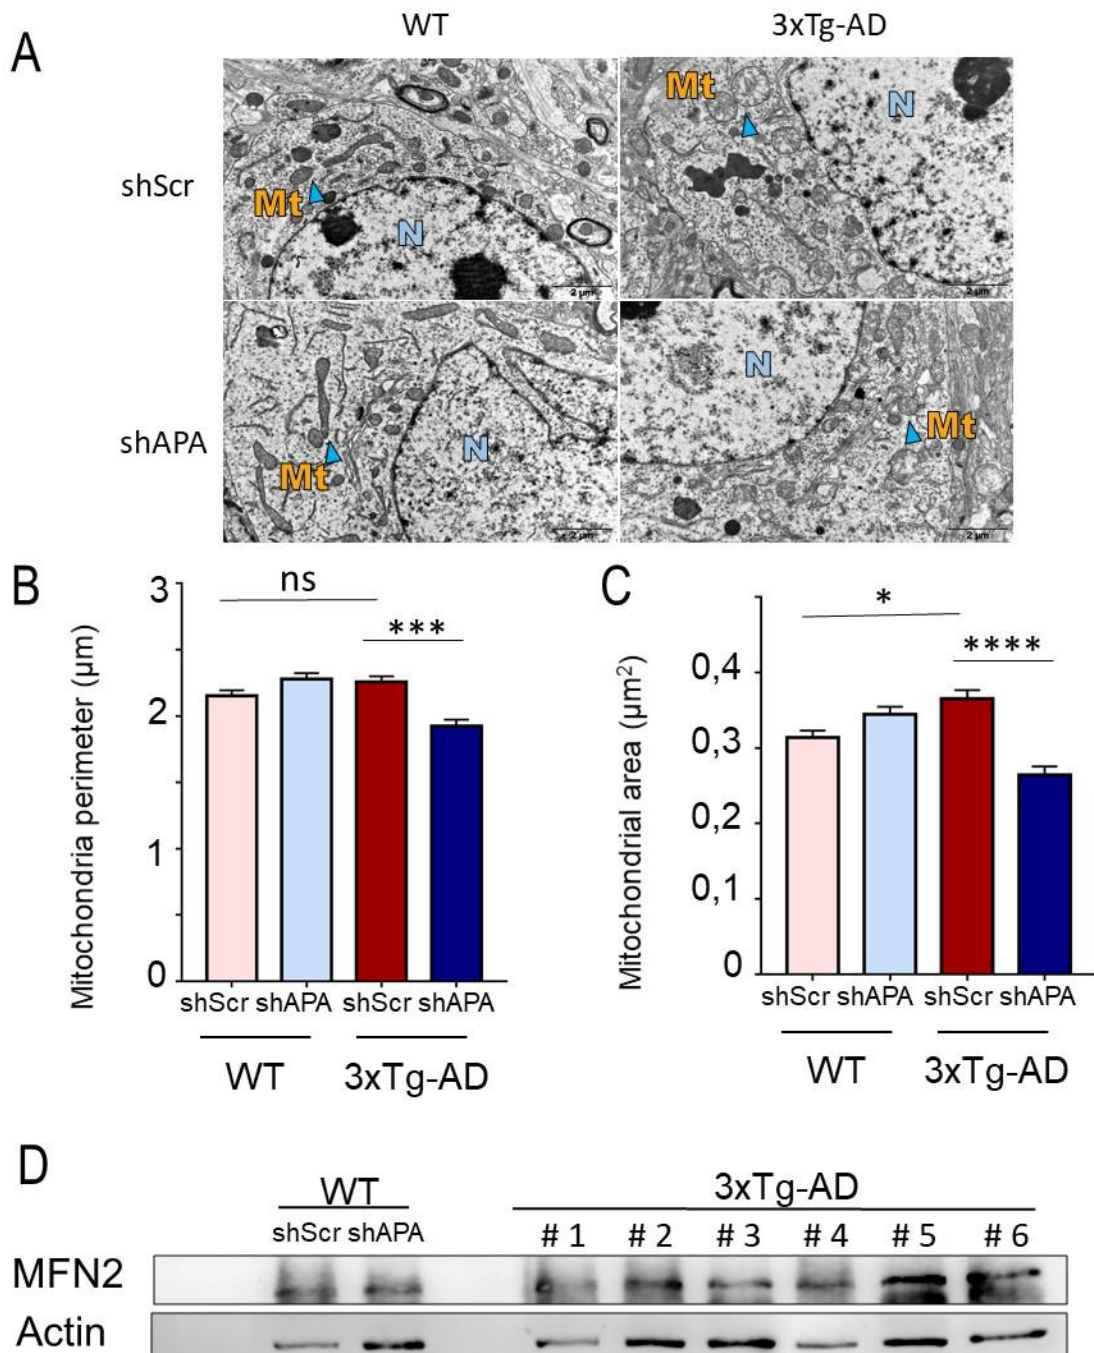 A
WT 3xTg-AD
shScr
Mt N
2 µm
Mt N
2 µm
shAPA
Mt N
2 µm
N Mt
2 µm
B
Mitochondria perimeter (µm)
3
2
1
0
ns
***
shScr shAPA shScr shAPA
WT 3xTg-AD
C
Mitochondrial area (µm²)
0,4
0,3
0,2
0,1
0
*
****
shScr shAPA shScr shAPA
WT 3xTg-AD
D
WT 3xTg-AD
shScr shAPA # 1 # 2 # 3 # 4 # 5 # 6
MFN2
Actin